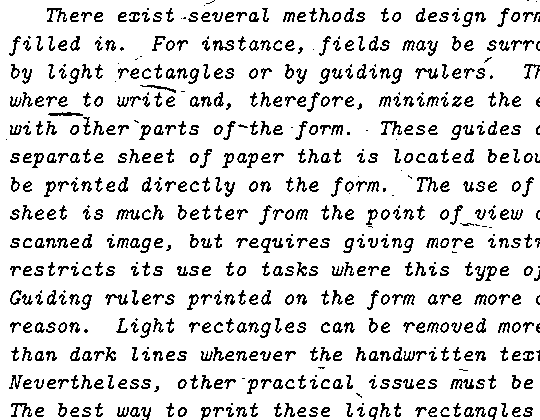 There exist several methods to design form
filled in. For instance, fields may be surro
by light rectangles or by guiding rulers. Th
where to write and, therefore, minimize the e
with other parts of the form. These guides c
separate sheet of paper that is located below
be printed directly on the form. The use of
sheet is much better from the point of view o
scanned image, but requires giving more instr
restricts its use to tasks where this type of
Guiding rulers printed on the form are more c
reason. Light rectangles can be removed more
than dark lines whenever the handwritten text
Nevertheless, other practical issues must be
The best way to print these light rectangles